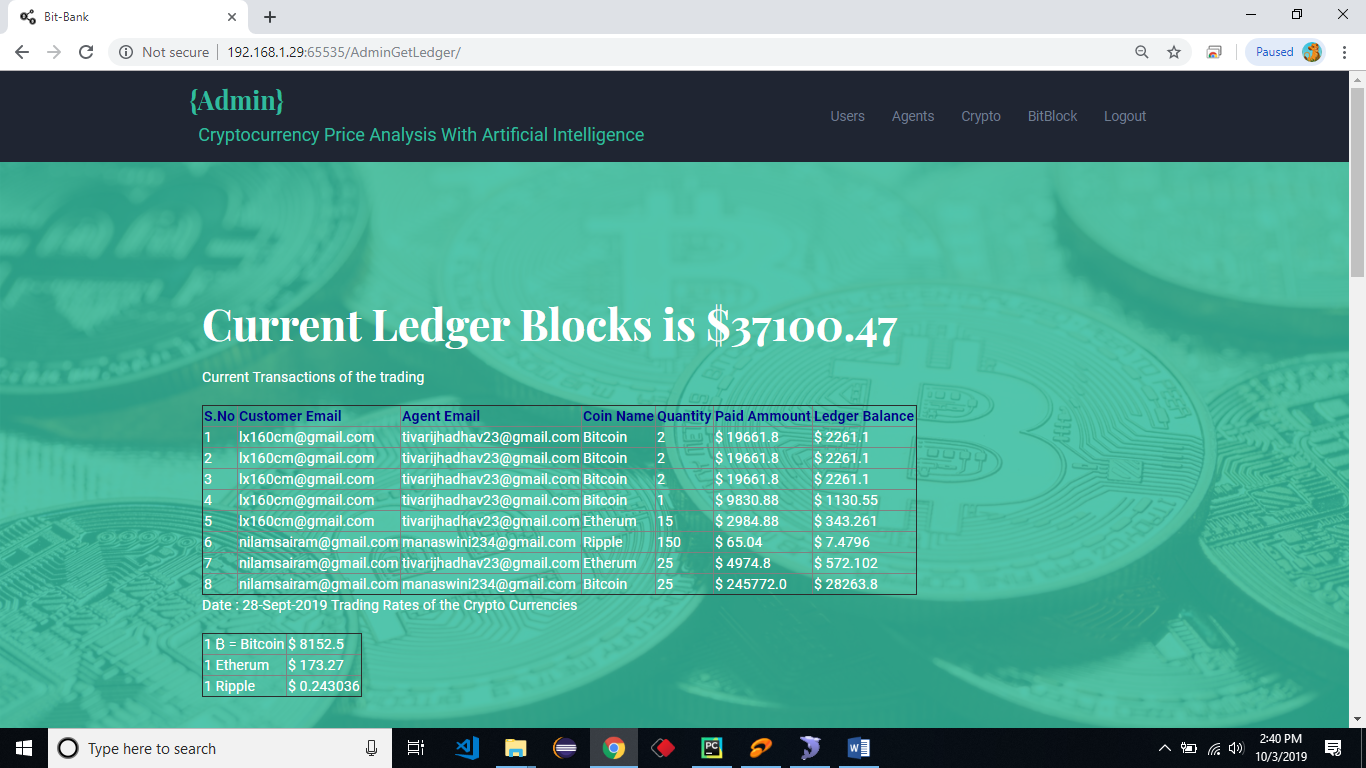 Bit-Bank
Not secure 192.168.1.29:65535/AdminGetLedger/ Paused
{Admin}
Cryptocurrency Price Analysis With Artificial Intelligence
Users Agents Crypto BitBlock Logout
Current Ledger Blocks is $37100.47
Current Transactions of the trading
S.No Customer Email Agent Email Coin Name Quantity Paid Ammount Ledger Balance
1 lx160cm@gmail.com tivarijhadhav23@gmail.com Bitcoin 2 $ 19661.8 $ 2261.1
2 lx160cm@gmail.com tivarijhadhav23@gmail.com Bitcoin 2 $ 19661.8 $ 2261.1
3 lx160cm@gmail.com tivarijhadhav23@gmail.com Bitcoin 2 $ 19661.8 $ 2261.1
4 lx160cm@gmail.com tivarijhadhav23@gmail.com Bitcoin 1 $ 9830.88 $ 1130.55
5 lx160cm@gmail.com tivarijhadhav23@gmail.com Etherum 15 $ 2984.88 $ 343.261
6 nilamsairam@gmail.com manaswini234@gmail.com Ripple 150 $ 65.04 $ 7.4796
7 nilamsairam@gmail.com tivarijhadhav23@gmail.com Etherum 25 $ 4974.8 $ 572.102
8 nilamsairam@gmail.com manaswini234@gmail.com Bitcoin 25 $ 245772.0 $ 28263.8
Date : 28-Sept-2019 Trading Rates of the Crypto Currencies
1 B = Bitcoin $ 8152.5
1 Etherum $ 173.27
1 Ripple $ 0.243036
Type here to search
2:40 PM
10/3/2019